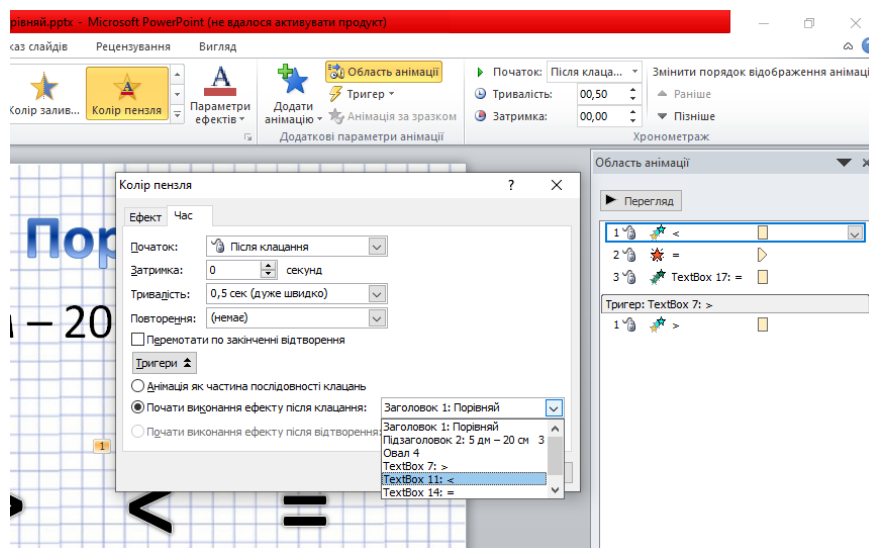 рівняй.pptx - Microsoft PowerPoint (не вдалося активувати продукт)
каз слайдів Рецензування Вигляд
Колір залив... Колір пензля
Параметри ефектів
Додати анімацію
Область анімації
Тригер
Анімація за зразком
Додаткові параметри анімації
Початок: Після клаца...
Тривалість: 00,50
Затримка: 00,00
Змінити порядок відображення анімаці
Раніше
Пізніше
Хронометраж
Пор
м – 20
1
> < =
Колір пензля ? ×
Ефект Час
Початок: Після клацання
Затримка: 0 секунд
Тривалість: 0,5 сек (дуже швидко)
Повторення: (немає)
Перемотати по закінченні відтворення
Тригери
Анімація як частина послідовності клацань
Почати виконання ефекту після клацання: Заголовок 1: Порівняй
Почати виконання ефекту після відтворення:
Заголовок 1: Порівняй
Підзаголовок 2: 5 дм – 20 см 3
Овал 4
TextBox 7: >
TextBox 11: <
TextBox 14: =
Область анімації
Перегляд
1 <
2 =
3 TextBox 17: =
Тригер: TextBox 7: >
1 >